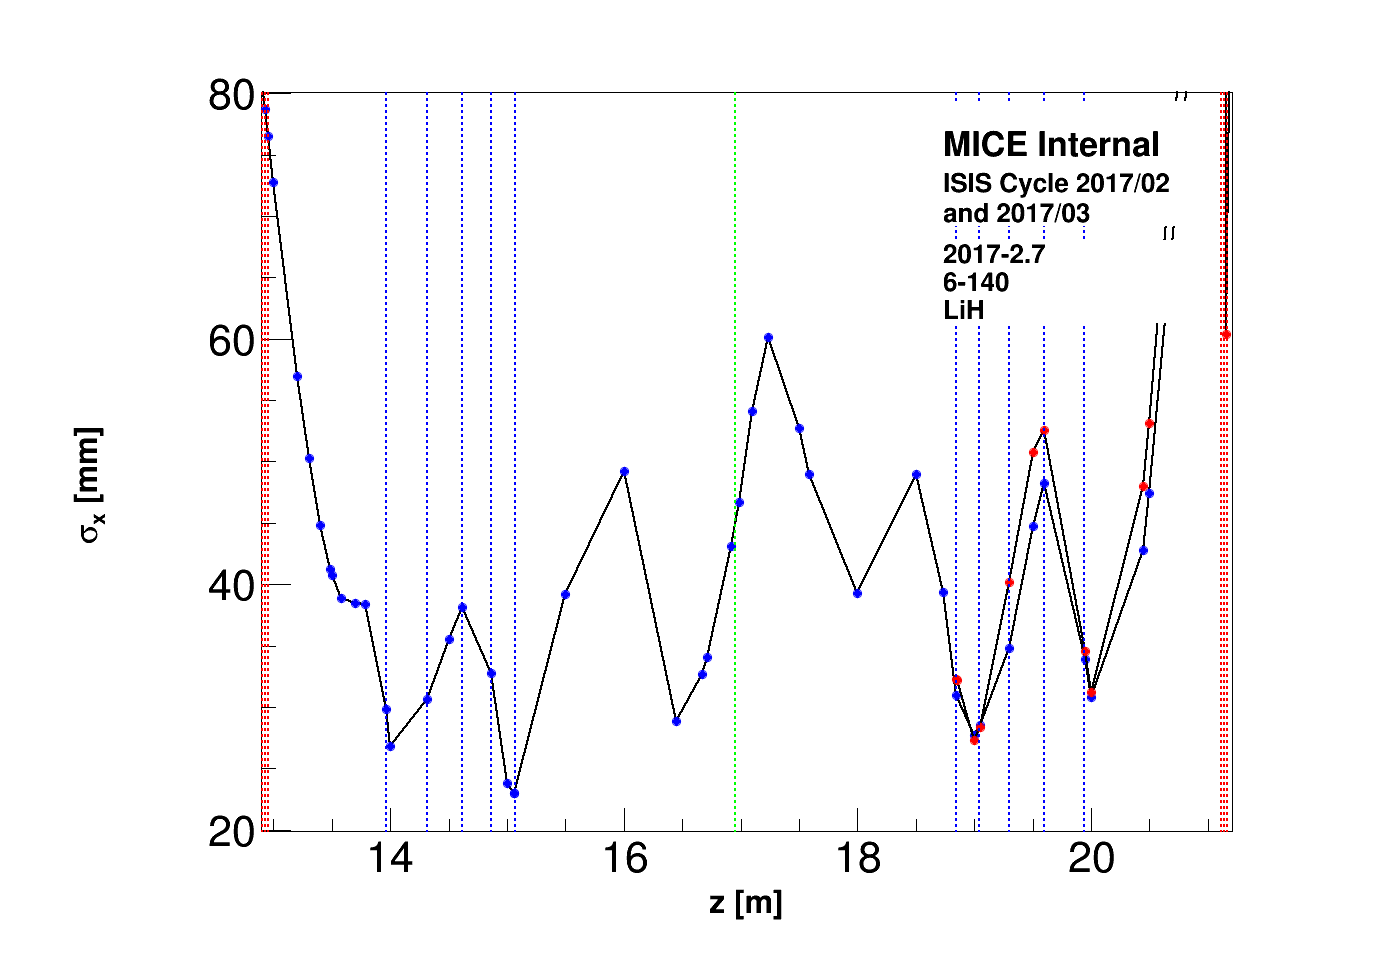 80
60
40
20
σx [mm]
MICE Internal
ISIS Cycle 2017/02
and 2017/03
2017-2.7
6-140
LiH
14 16 18 20
z [m]